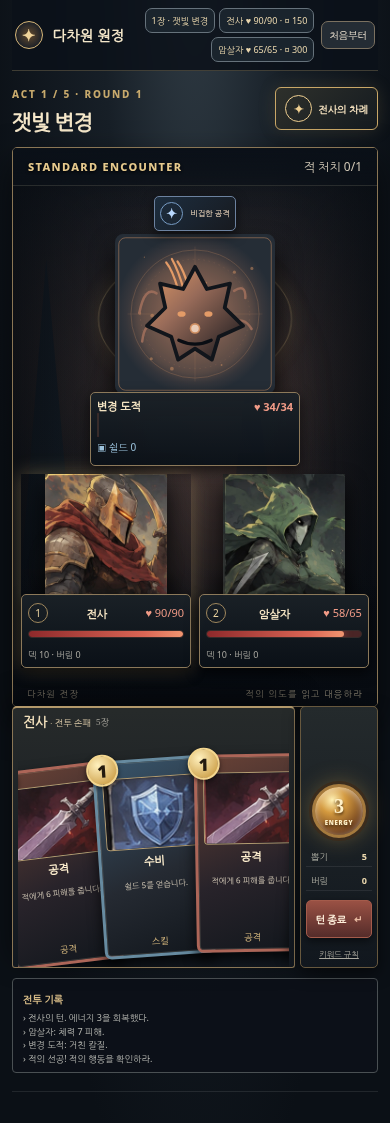 다차원 원정
1장 · 잿빛 변경
전사 ♥ 90/90 · ¤ 150
암살자 ♥ 65/65 · ¤ 300
처음부터
ACT 1 / 5 · ROUND 1
잿빛 변경
전사의 차례
STANDARD ENCOUNTER
적 처치 0/1
비겁한 공격
변경 도적
♥ 34/34
▣ 쉴드 0
1 전사 ♥ 90/90
덱 10 · 버림 0
2 암살자 ♥ 58/65
덱 10 · 버림 0
다차원 전장
적의 의도를 읽고 대응하라
전사 · 전투 손패 5장
1
공격
적에게 6 피해를 줍니다
공격
1
수비
쉴드 5를 얻습니다.
스킬
공격
적에게 6 피해를 줍니다
공격
3
ENERGY
뽑기 5
버림 0
턴 종료 ↵
키워드 규칙
전투 기록
› 전사의 턴. 에너지 3을 회복했다.
› 암살자: 체력 7 피해.
› 변경 도적: 거친 칼질.
› 적의 선공! 적의 행동을 확인하라.